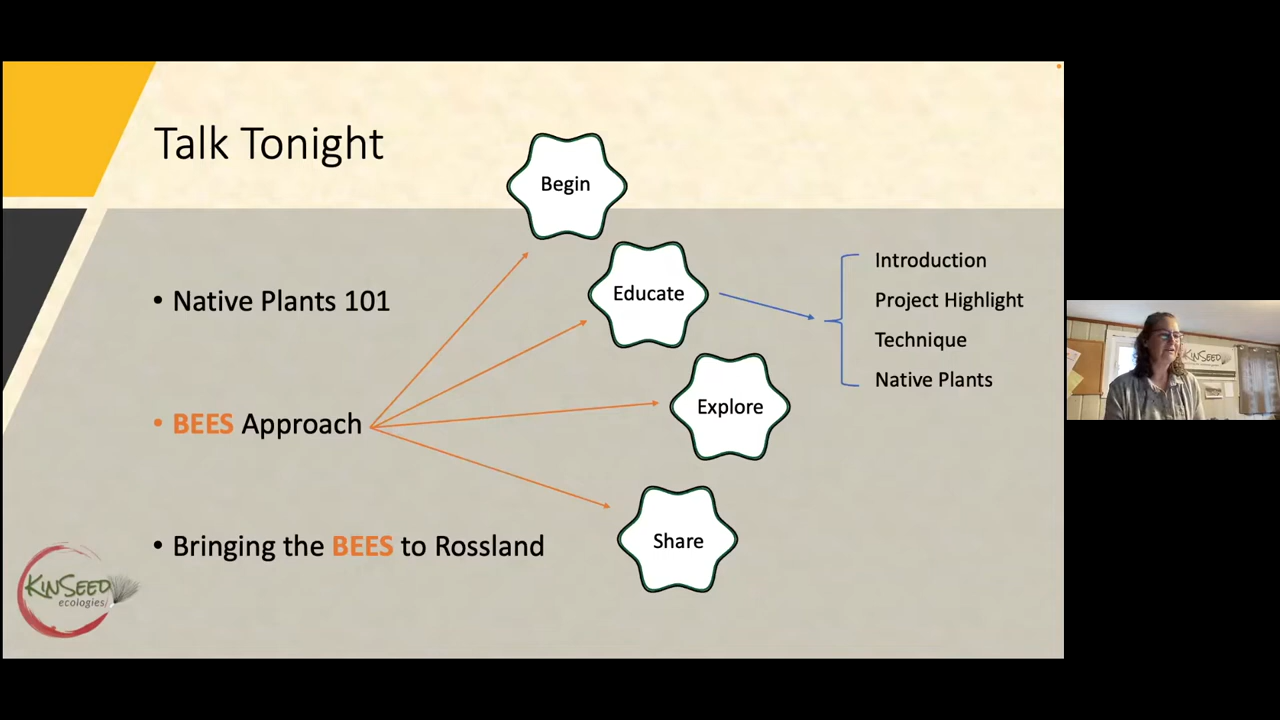 Talk Tonight
Begin
Educate
Explore
Share
Introduction
Project Highlight
Technique
Native Plants
• Native Plants 101
• BEES Approach
• Bringing the BEES to Rossland
KINSEED
ecologies
KINSEED